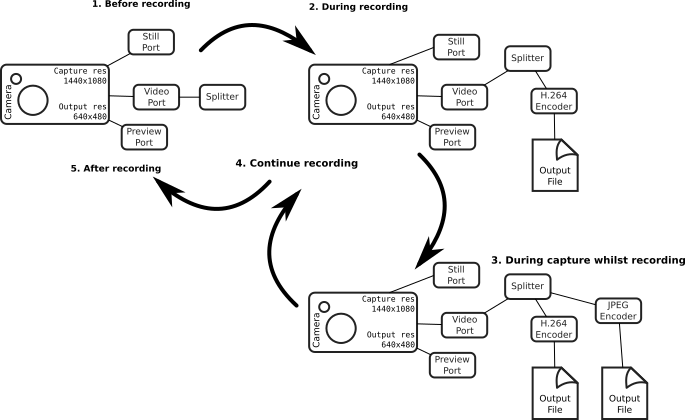 1. Before recording
Still
Port
Capture res
1440x1080
Camera
Video
Port
Splitter
Output res
640x480
Preview
Port
2. During recording
Still
Port
Splitter
Capture res
1440x1080
Camera
Video
Port
H.264
Encoder
Output res
640x480
Preview
Port
Output
File
5. After recording
4. Continue recording
3. During capture whilst recording
Still
Port
Splitter
Capture res
1440x1080
Camera
Video
Port
H.264
Encoder
JPEG
Encoder
Output res
640x480
Preview
Port
Output
File
Output
File